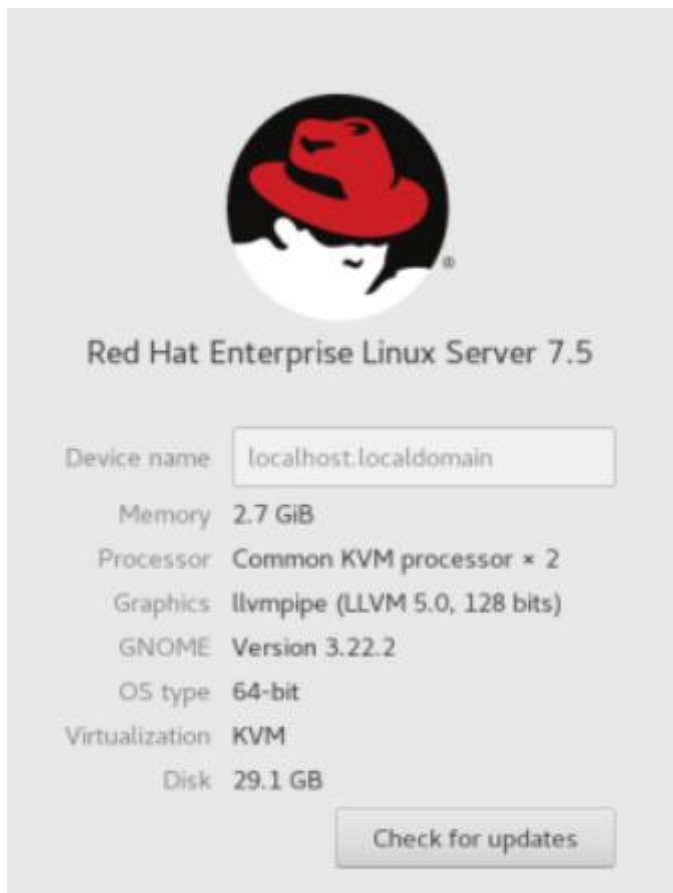 ®
Red Hat Enterprise Linux Server 7.5
Device name localhost.localdomain
Memory 2.7 GiB
Processor Common KVM processor × 2
Graphics llvmpipe (LLVM 5.0, 128 bits)
GNOME Version 3.22.2
OS type 64-bit
Virtualization KVM
Disk 29.1 GB
Check for updates